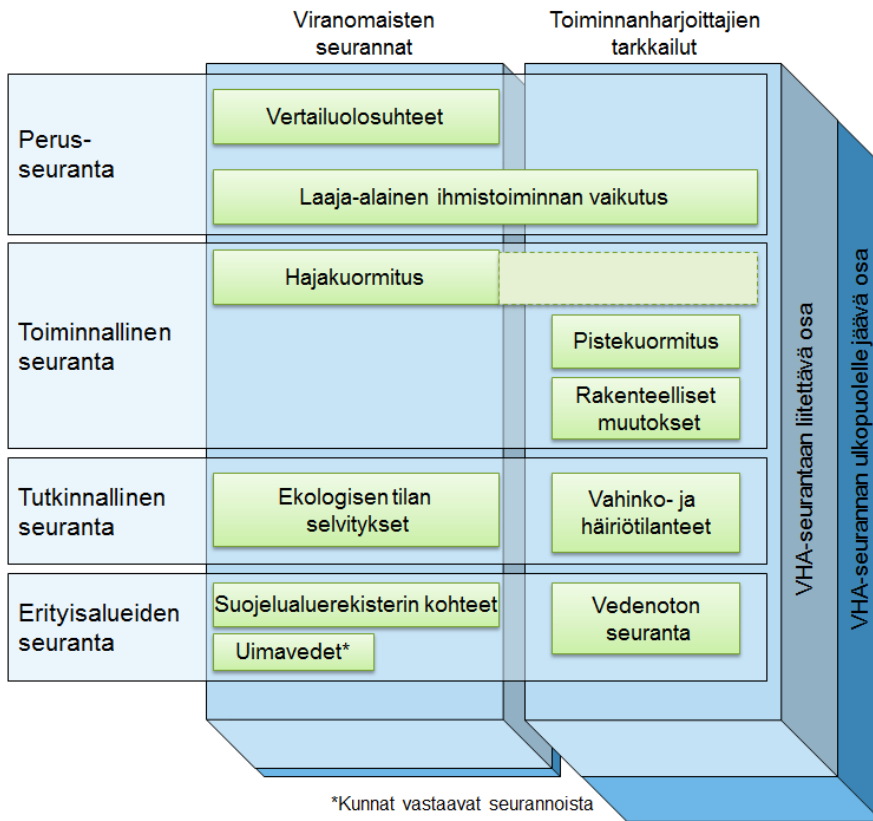 Viranomaisten
seurannat
Toiminnanharjoittajien
tarkkailut
Perus-
seuranta
Vertailuolosuhteet
Laaja-alainen ihmistoiminnan vaikutus
Toiminnallinen
seuranta
Hajakuormitus
Pistekuormitus
Rakenteelliset
muutokset
Tutkinnallinen
seuranta
Ekologisen tilan
selvitykset
Vahinko- ja
häiriötilanteet
Erityisalueiden
seuranta
Suojelualuerekisterin kohteet
Uimavedet*
Vedenoton
seuranta
VHA-seurantaan liitettävä osa
VHA-seurannan ulkopuolelle jäävä osa
*Kunnat vastaavat seurannoista